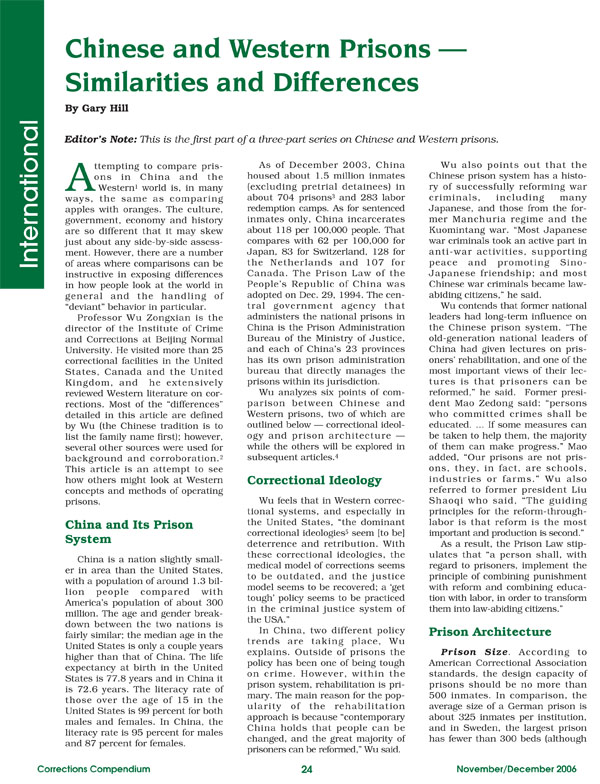 International
Chinese and Western Prisons —
Similarities and Differences
By Gary Hill
Editor's Note: This is the first part of a three-part series on Chinese and Western prisons.
Attempting to compare pris-
ons in China and the
Western¹ world is, in many
ways, the same as comparing
apples with oranges. The culture,
government, economy and history
are so different that it may skew
just about any side-by-side assess-
ment. However, there are a number
of areas where comparisons can be
instructive in exposing differences
in how people look at the world in
general and the handling of
"deviant" behavior in particular.
Professor Wu Zongxian is the
director of the Institute of Crime
and Corrections at Beijing Normal
University. He visited more than 25
correctional facilities in the United
States, Canada and the United
Kingdom, and he extensively
reviewed Western literature on cor-
rections. Most of the "differences"
detailed in this article are defined
by Wu (the Chinese tradition is to
list the family name first); however,
several other sources were used for
background and corroboration.²
This article is an attempt to see
how others might look at Western
concepts and methods of operating
prisons.
China and Its Prison
System
China is a nation slightly small-
er in area than the United States,
with a population of around 1.3 bil-
lion people compared with
America's population of about 300
million. The age and gender break-
down between the two nations is
fairly similar; the median age in the
United States is only a couple years
higher than that of China. The life
expectancy at birth in the United
States is 77.8 years and in China it
is 72.6 years. The literacy rate of
those over the age of 15 in the
United States is 99 percent for both
males and females. In China, the
literacy rate is 95 percent for males
and 87 percent for females.
As of December 2003, China
housed about 1.5 million inmates
(excluding pretrial detainees) in
about 704 prisons³ and 283 labor
redemption camps. As for sentenced
inmates only, China incarcerates
about 118 per 100,000 people. That
compares with 62 per 100,000 for
Japan, 83 for Switzerland, 128 for
the Netherlands and 107 for
Canada. The Prison Law of the
People's Republic of China was
adopted on Dec. 29, 1994. The cen-
tral government agency that
administers the national prisons in
China is the Prison Administration
Bureau of the Ministry of Justice,
and each of China's 23 provinces
has its own prison administration
bureau that directly manages the
prisons within its jurisdiction.
Wu analyzes six points of com-
parison between Chinese and
Western prisons, two of which are
outlined below — correctional ideol-
ogy and prison architecture —
while the others will be explored in
subsequent articles.⁴
Correctional Ideology
Wu feels that in Western correc-
tional systems, and especially in
the United States, "the dominant
correctional ideologies⁵ seem [to be]
deterrence and retribution. With
these correctional ideologies, the
medical model of corrections seems
to be outdated, and the justice
model seems to be recovered; a 'get
tough' policy seems to be practiced
in the criminal justice system of
the USA."
In China, two different policy
trends are taking place, Wu
explains. Outside of prisons the
policy has been one of being tough
on crime. However, within the
prison system, rehabilitation is pri-
mary. The main reason for the pop-
ularity of the rehabilitation
approach is because "contemporary
China holds that people can be
changed, and the great majority of
prisoners can be reformed," Wu said.
Wu also points out that the
Chinese prison system has a histo-
ry of successfully reforming war
criminals, including many
Japanese, and those from the for-
mer Manchuria regime and the
Kuomintang war. "Most Japanese
war criminals took an active part in
anti-war activities, supporting
peace and promoting Sino-
Japanese friendship; and most
Chinese war criminals became law-
abiding citizens," he said.
Wu contends that former national
leaders had long-term influence on
the Chinese prison system. "The
old-generation national leaders of
China had given lectures on pris-
oners' rehabilitation, and one of the
most important views of their lec-
tures is that prisoners can be
reformed," he said. Former presi-
dent Mao Zedong said: "persons
who committed crimes shall be
educated. ... If some measures can
be taken to help them, the majority
of them can make progress." Mao
added, "Our prisons are not pris-
ons, they, in fact, are schools,
industries or farms." Wu also
referred to former president Liu
Shaoqi who said, "The guiding
principles for the reform-through-
labor is that reform is the most
important and production is second."
As a result, the Prison Law stip-
ulates that "a person shall, with
regard to prisoners, implement the
principle of combining punishment
with reform and combining educa-
tion with labor, in order to transform
them into law-abiding citizens."
Prison Architecture
Prison Size. According to
American Correctional Association
standards, the design capacity of
prisons should be no more than
500 inmates. In comparison, the
average size of a German prison is
about 325 inmates per institution,
and in Sweden, the largest prison
has fewer than 300 beds (although
Corrections Compendium
24
November/December 2006